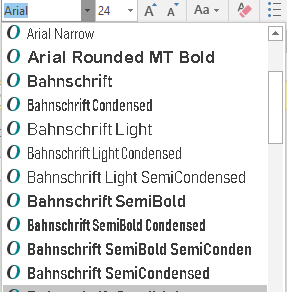 Arial 24 A A Aa A
O Arial Narrow
O Arial Rounded MT Bold
O Bahnschrift
O Bahnschrift Condensed
O Bahnschrift Light
O Bahnschrift Light Condensed
O Bahnschrift Light SemiCondensed
O Bahnschrift SemiBold
O Bahnschrift SemiBold Condensed
O Bahnschrift SemiBold SemiConden
O Bahnschrift SemiCondensed